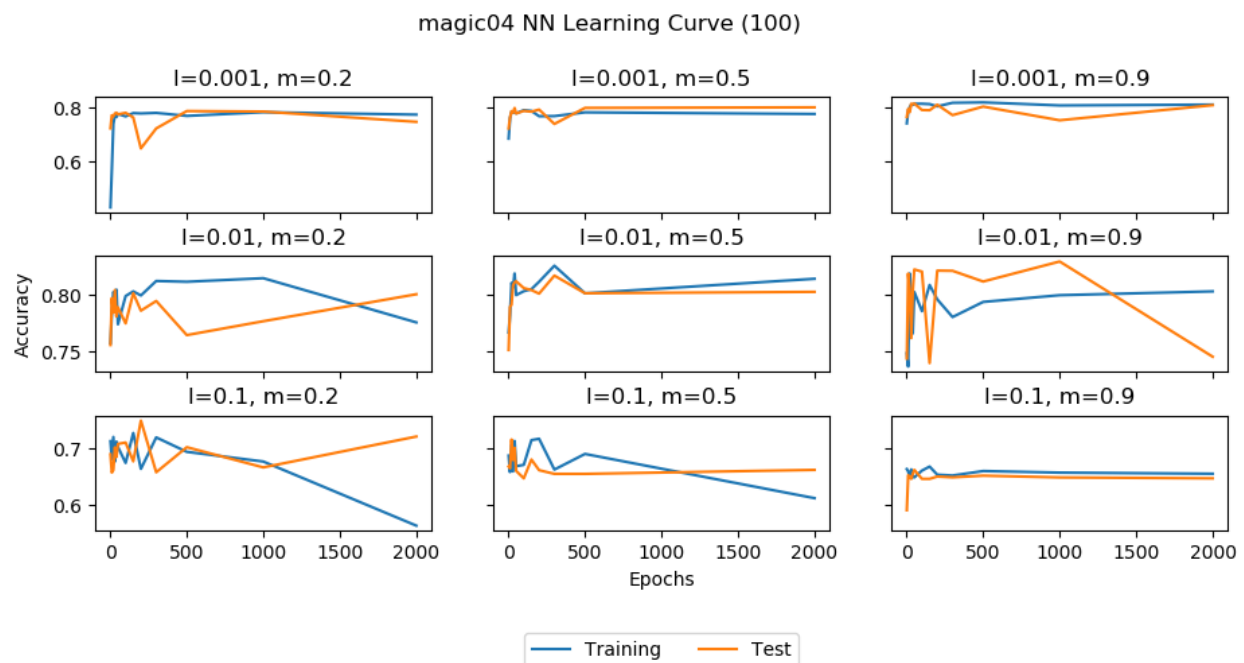 magic04 NN Learning Curve (100)
l=0.001, m=0.2
l=0.001, m=0.5
l=0.001, m=0.9
0.8
0.6
l=0.01, m=0.2
l=0.01, m=0.5
l=0.01, m=0.9
0.80
0.75
Accuracy
l=0.1, m=0.2
l=0.1, m=0.5
l=0.1, m=0.9
0.7
0.6
0 500 1000 1500 2000
0 500 1000 1500 2000
0 500 1000 1500 2000
Epochs
Training Test